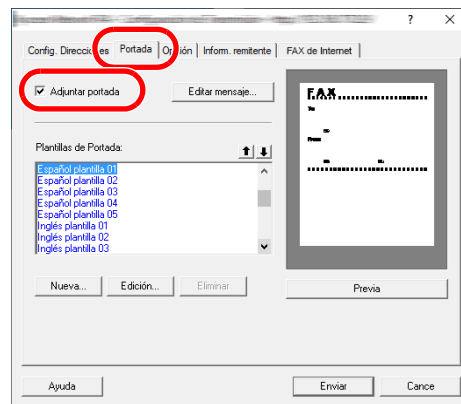 ? ×
Config. Direcciones Portada Opción Inform. remitente FAX de Internet
Adjuntar portada Editar mensaje...
FAX
Plantillas de Portada:
Español plantilla 01
Español plantilla 02
Español plantilla 03
Español plantilla 04
Español plantilla 05
Inglés plantilla 01
Inglés plantilla 02
Inglés plantilla 03
Nueva... Edición... Eliminar Previa
Ayuda Enviar Cance